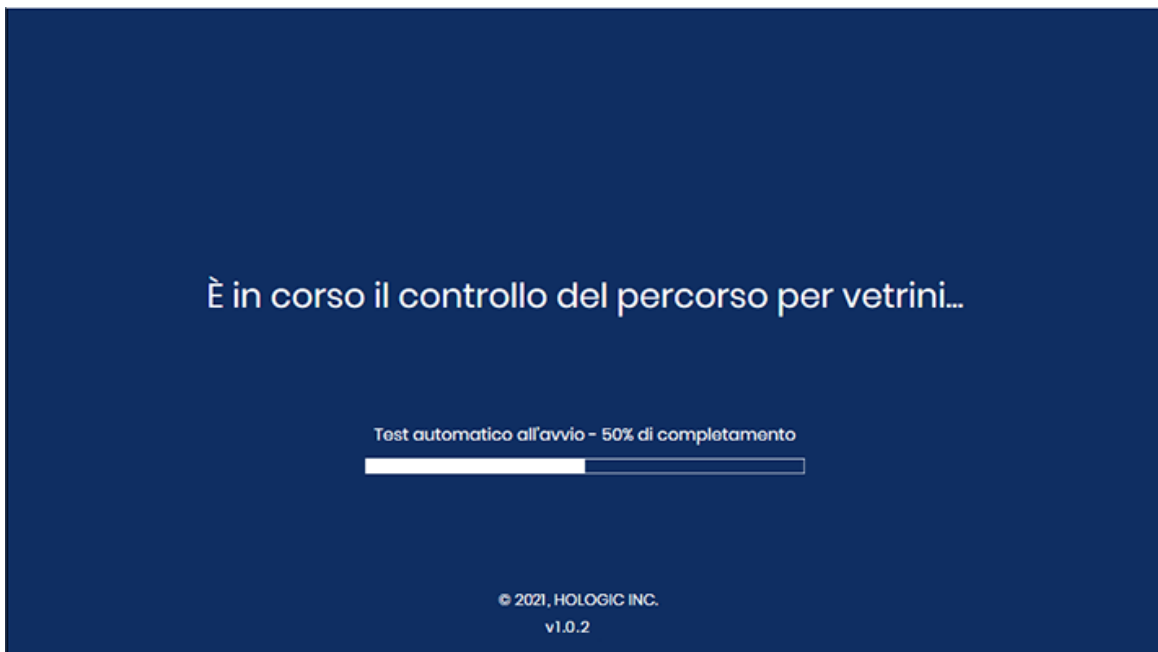 È in corso il controllo del percorso per vetrini...
Test automatico all'avvio - 50% di completamento
© 2021, HOLOGIC INC.
v1.0.2